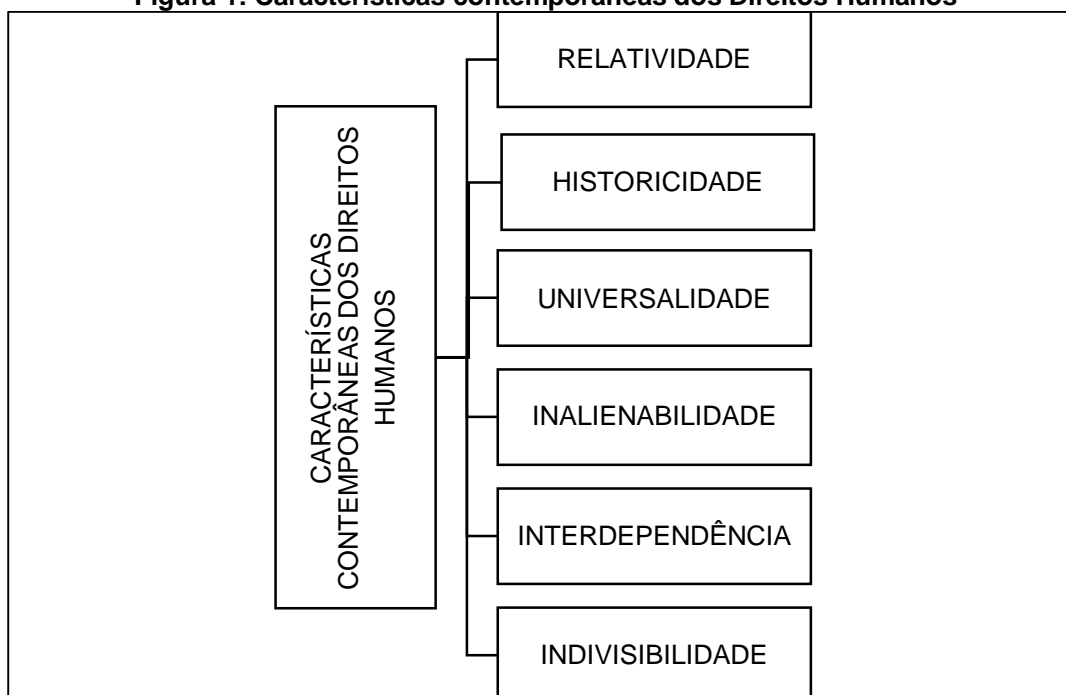 Figura 1: Características contemporâneas dos Direitos Humanos
CARACTERÍSTICAS
CONTEMPORÂNEAS DOS DIREITOS
HUMANOS
RELATIVIDADE
HISTORICIDADE
UNIVERSALIDADE
INALIENABILIDADE
INTERDEPENDÊNCIA
INDIVISIBILIDADE